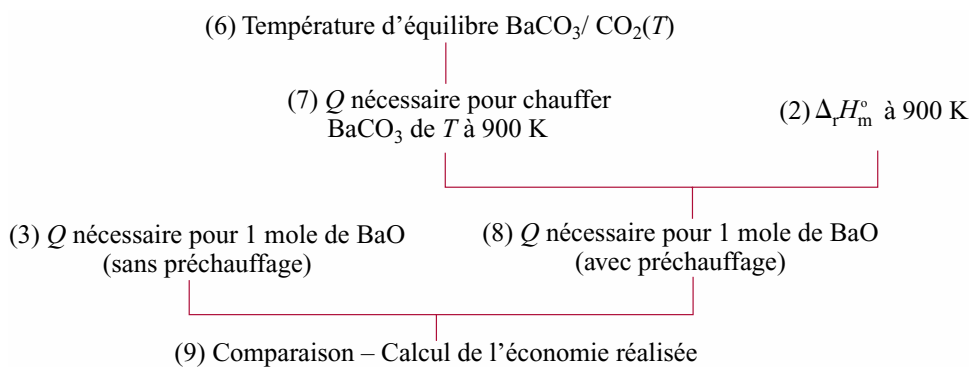 (6) Température d’équilibre BaCO₃/ CO₂(T)
(7) Q nécessaire pour chauffer
BaCO₃ de T à 900 K
(2) ΔᵣH°ₘ à 900 K
(3) Q nécessaire pour 1 mole de BaO
(sans préchauffage)
(8) Q nécessaire pour 1 mole de BaO
(avec préchauffage)
(9) Comparaison – Calcul de l’économie réalisée